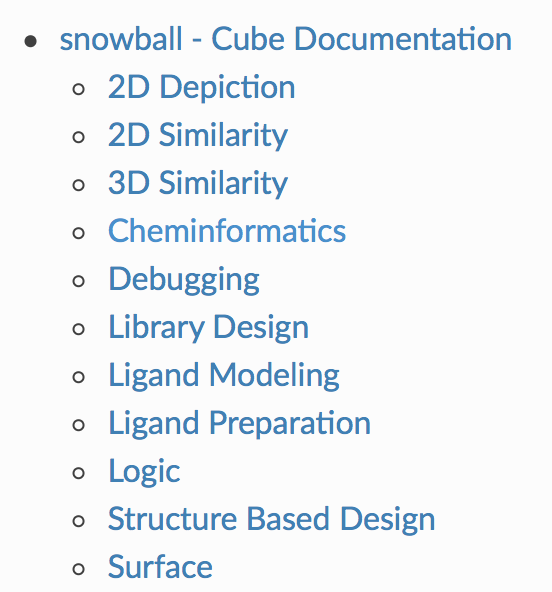 snowball - Cube Documentation
2D Depiction
2D Similarity
3D Similarity
Cheminformatics
Debugging
Library Design
Ligand Modeling
Ligand Preparation
Logic
Structure Based Design
Surface